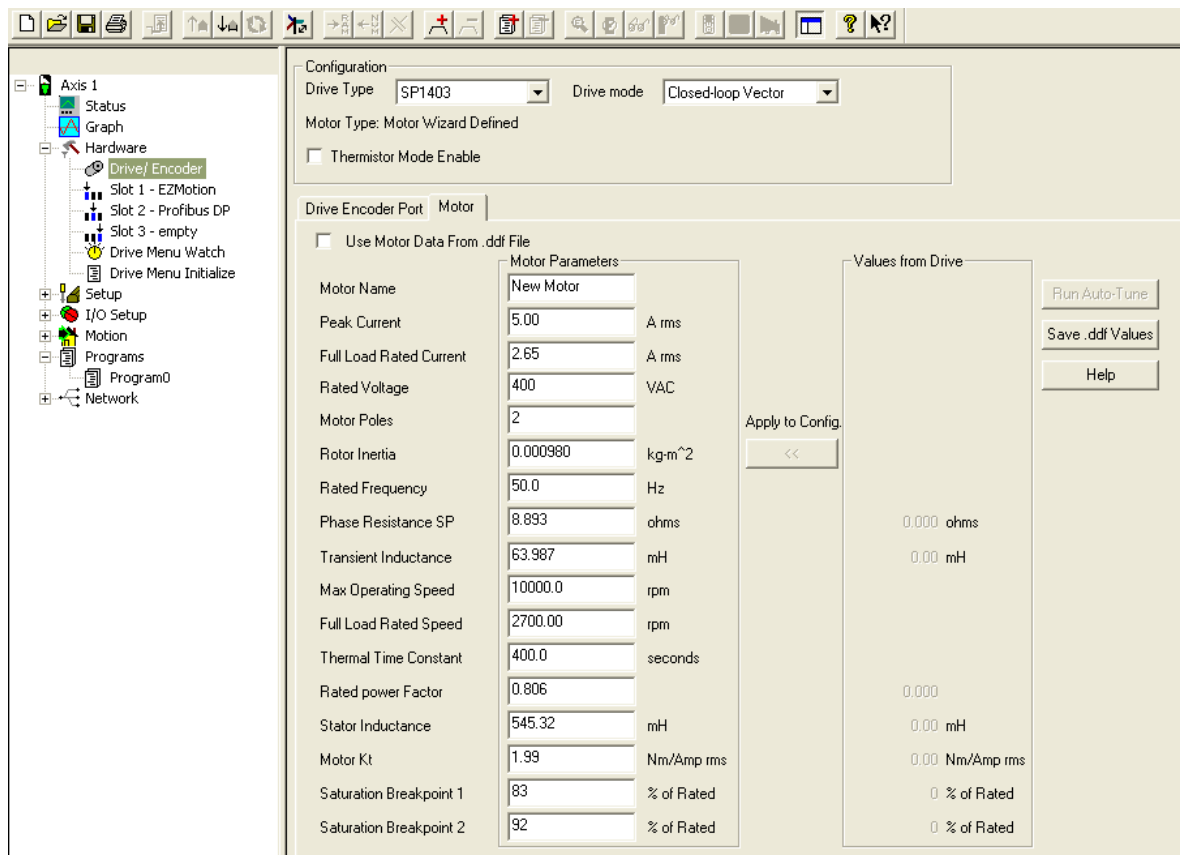 Axis 1
Status
Graph
Hardware
Drive/ Encoder
Slot 1 - EZMotion
Slot 2 - Profibus DP
Slot 3 - empty
Drive Menu Watch
Drive Menu Initialize
Setup
I/O Setup
Motion
Programs
Program0
Network
Configuration
Drive Type SP1403 Drive mode Closed-loop Vector
Motor Type: Motor Wizard Defined
Thermistor Mode Enable
Drive Encoder Port Motor
Use Motor Data From .ddf File
Motor Parameters Values from Drive
Motor Name New Motor Run Auto-Tune
Peak Current 5.00 A rms Save .ddf Values
Full Load Rated Current 2.65 A rms
Help
Rated Voltage 400 VAC
Motor Poles 2 Apply to Config.
Rotor Inertia 0.000980 kg-m^2 <<
Rated Frequency 50.0 Hz
Phase Resistance SP 8.893 ohms 0.000 ohms
Transient Inductance 63.987 mH 0.00 mH
Max Operating Speed 10000.0 rpm
Full Load Rated Speed 2700.00 rpm
Thermal Time Constant 400.0 seconds
Rated power Factor 0.806 0.000
Stator Inductance 545.32 mH 0.00 mH
Motor Kt 1.99 Nm/Amp rms 0.00 Nm/Amp rms
Saturation Breakpoint 1 83 % of Rated 0 % of Rated
Saturation Breakpoint 2 92 % of Rated 0 % of Rated